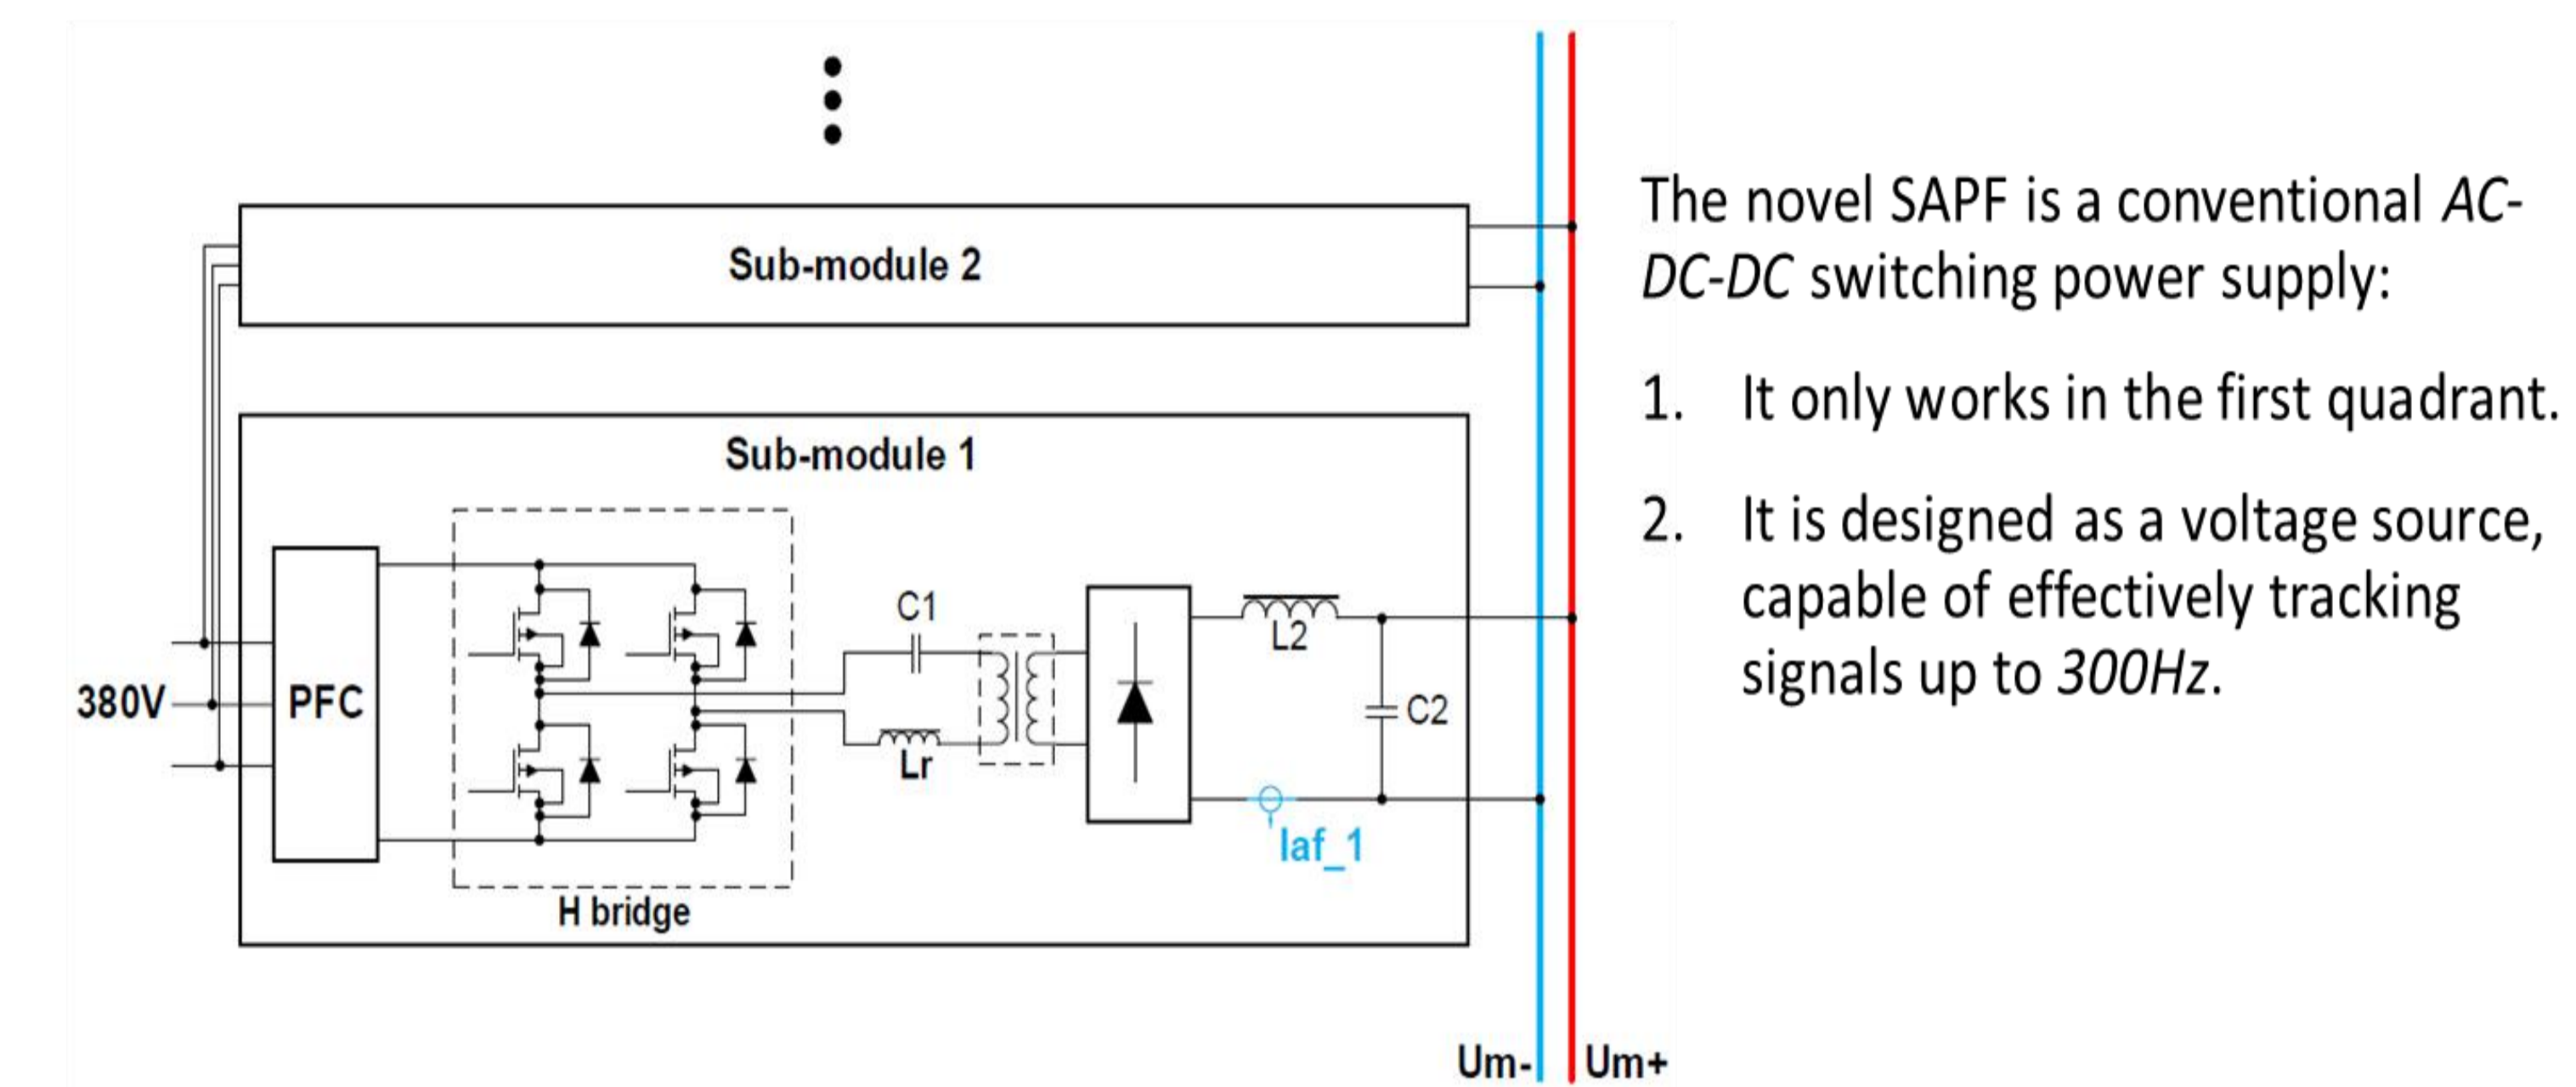 Sub-module 2
Sub-module 1
380V
PFC
H bridge
C1
Lr
L2
C2
Iaf_1
Um-
Um+
The novel SAPF is a conventional AC-
DC-DC switching power supply:
1. It only works in the first quadrant.
2. It is designed as a voltage source,
capable of effectively tracking
signals up to 300Hz.